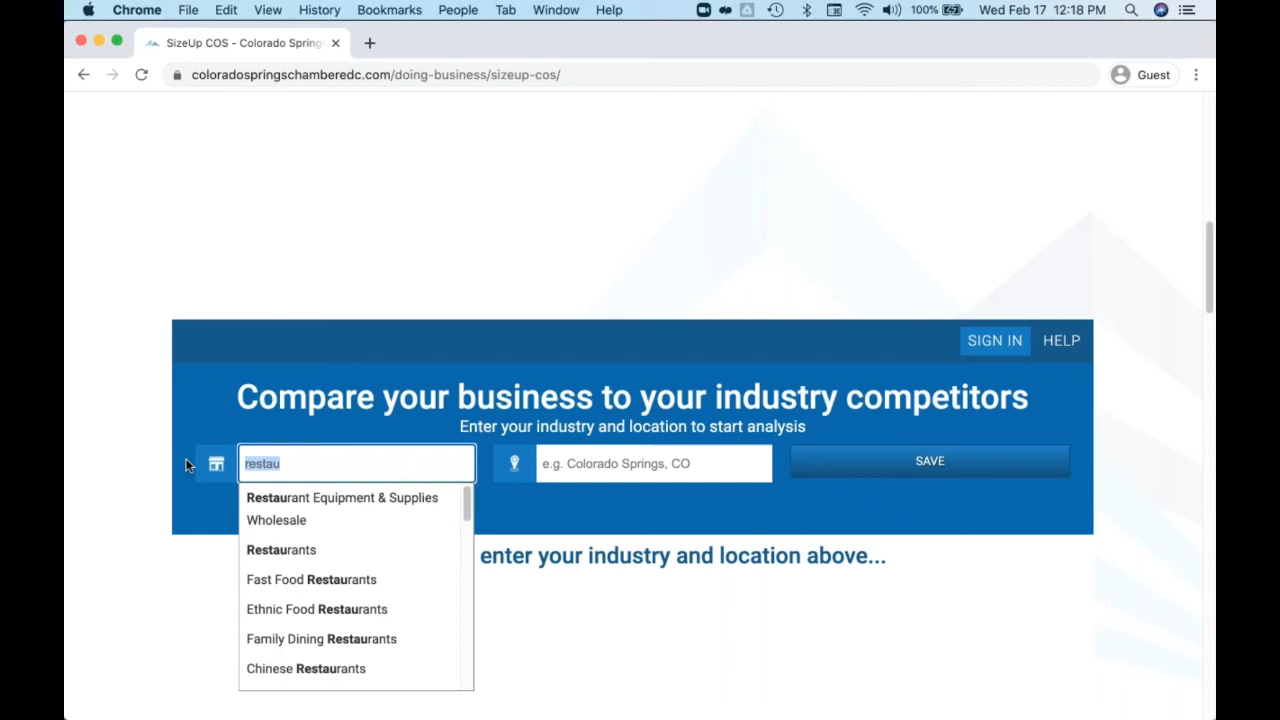 Chrome File Edit View History Bookmarks People Tab Window Help 100% Wed Feb 17 12:18 PM
SizeUp COS - Colorado Spring
coloradospringschamberedc.com/doing-business/sizeup-cos/
Guest
SIGN IN HELP
Compare your business to your industry competitors
Enter your industry and location to start analysis
restau
e.g. Colorado Springs, CO
SAVE
Restaurant Equipment & Supplies
Wholesale
Restaurants
Fast Food Restaurants
Ethnic Food Restaurants
Family Dining Restaurants
Chinese Restaurants
enter your industry and location above...